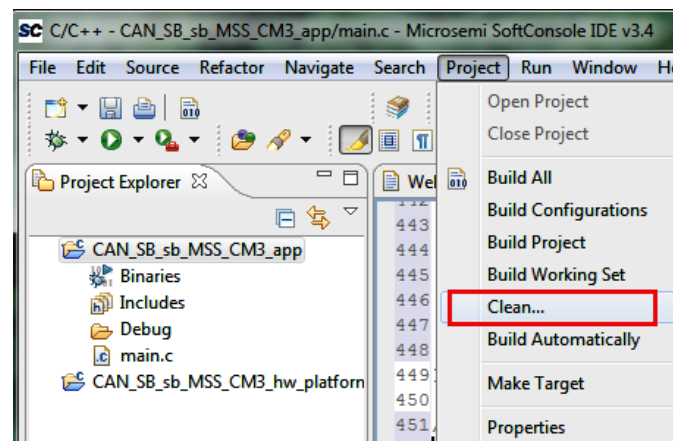 SC C/C++ - CAN_SB_sb_MSS_CM3_app/main.c - Microsemi SoftConsole IDE v3.4
File Edit Source Refactor Navigate Search Project Run Window
Open Project
Close Project
Project Explorer
Build All
Build Configurations
443
CAN_SB_sb_MSS_CM3_app
444
Build Project
Binaries
445
Build Working Set
Includes
446
Clean...
Debug
447
Build Automatically
main.c
448
CAN_SB_sb_MSS_CM3_hw_platforn
449
Make Target
450
451
Properties